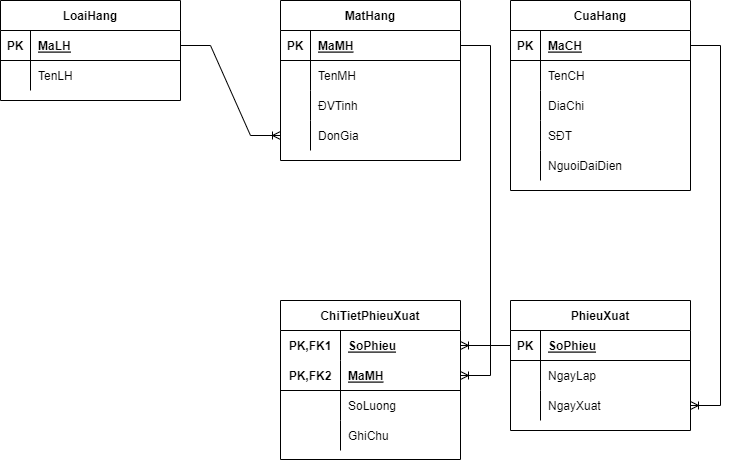 LoaiHang
PK MaLH
TenLH
MatHang
PK MaMH
TenMH
ĐVTinh
DonGia
CuaHang
PK MaCH
TenCH
DiaChi
SĐT
NguoiDaiDien
ChiTietPhieuXuat
PK,FK1 SoPhieu
PK,FK2 MaMH
SoLuong
GhiChu
PhieuXuat
PK SoPhieu
NgayLap
NgayXuat